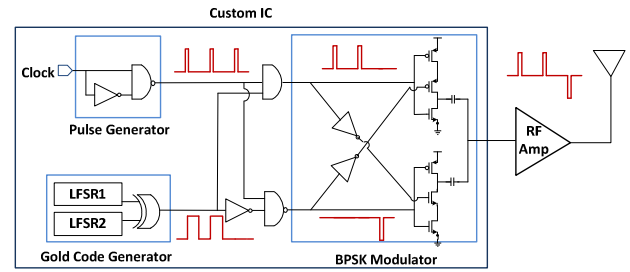 Custom IC
Clock
Pulse Generator
LFSR1
LFSR2
Gold Code Generator
BPSK Modulator
RF
Amp